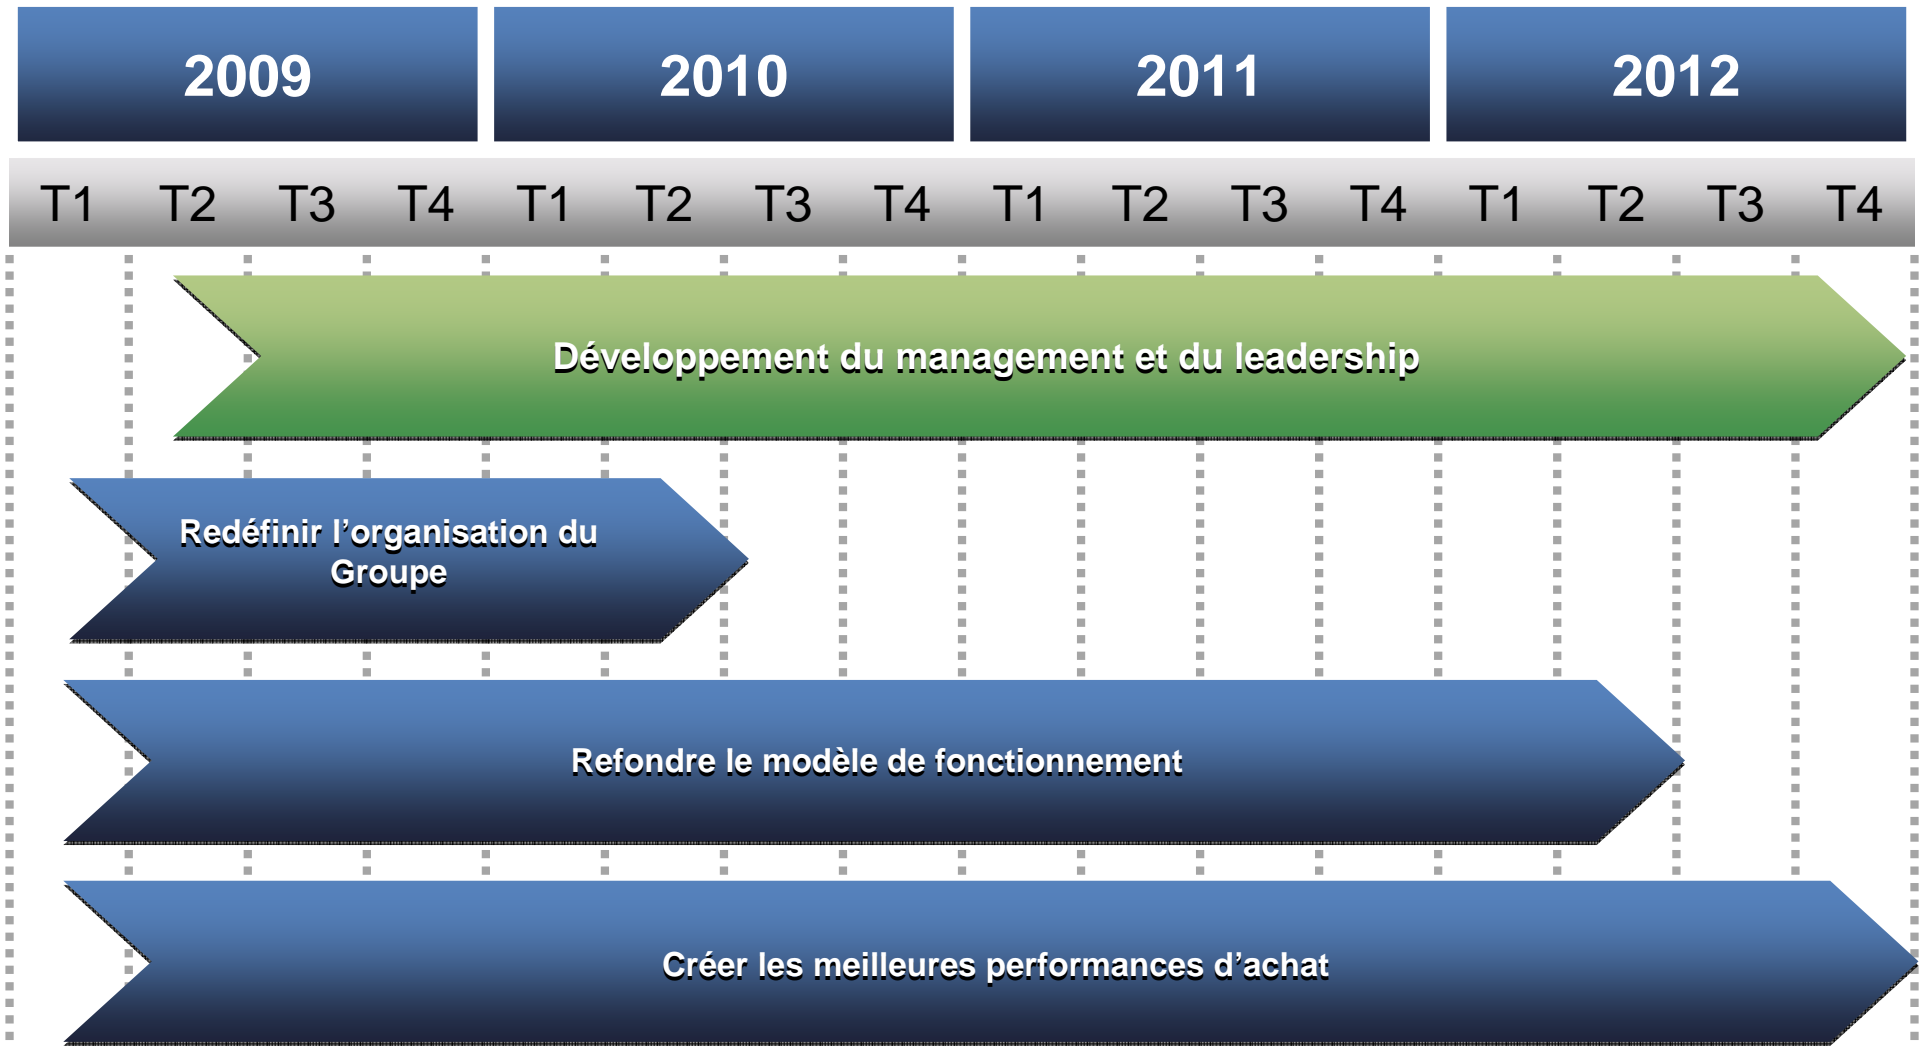 2009 2010 2011 2012
T1 T2 T3 T4 T1 T2 T3 T4 T1 T2 T3 T4 T1 T2 T3 T4
Développement du management et du leadership
Redéfinir l’organisation du
Groupe
Refondre le modèle de fonctionnement
Créer les meilleures performances d’achat